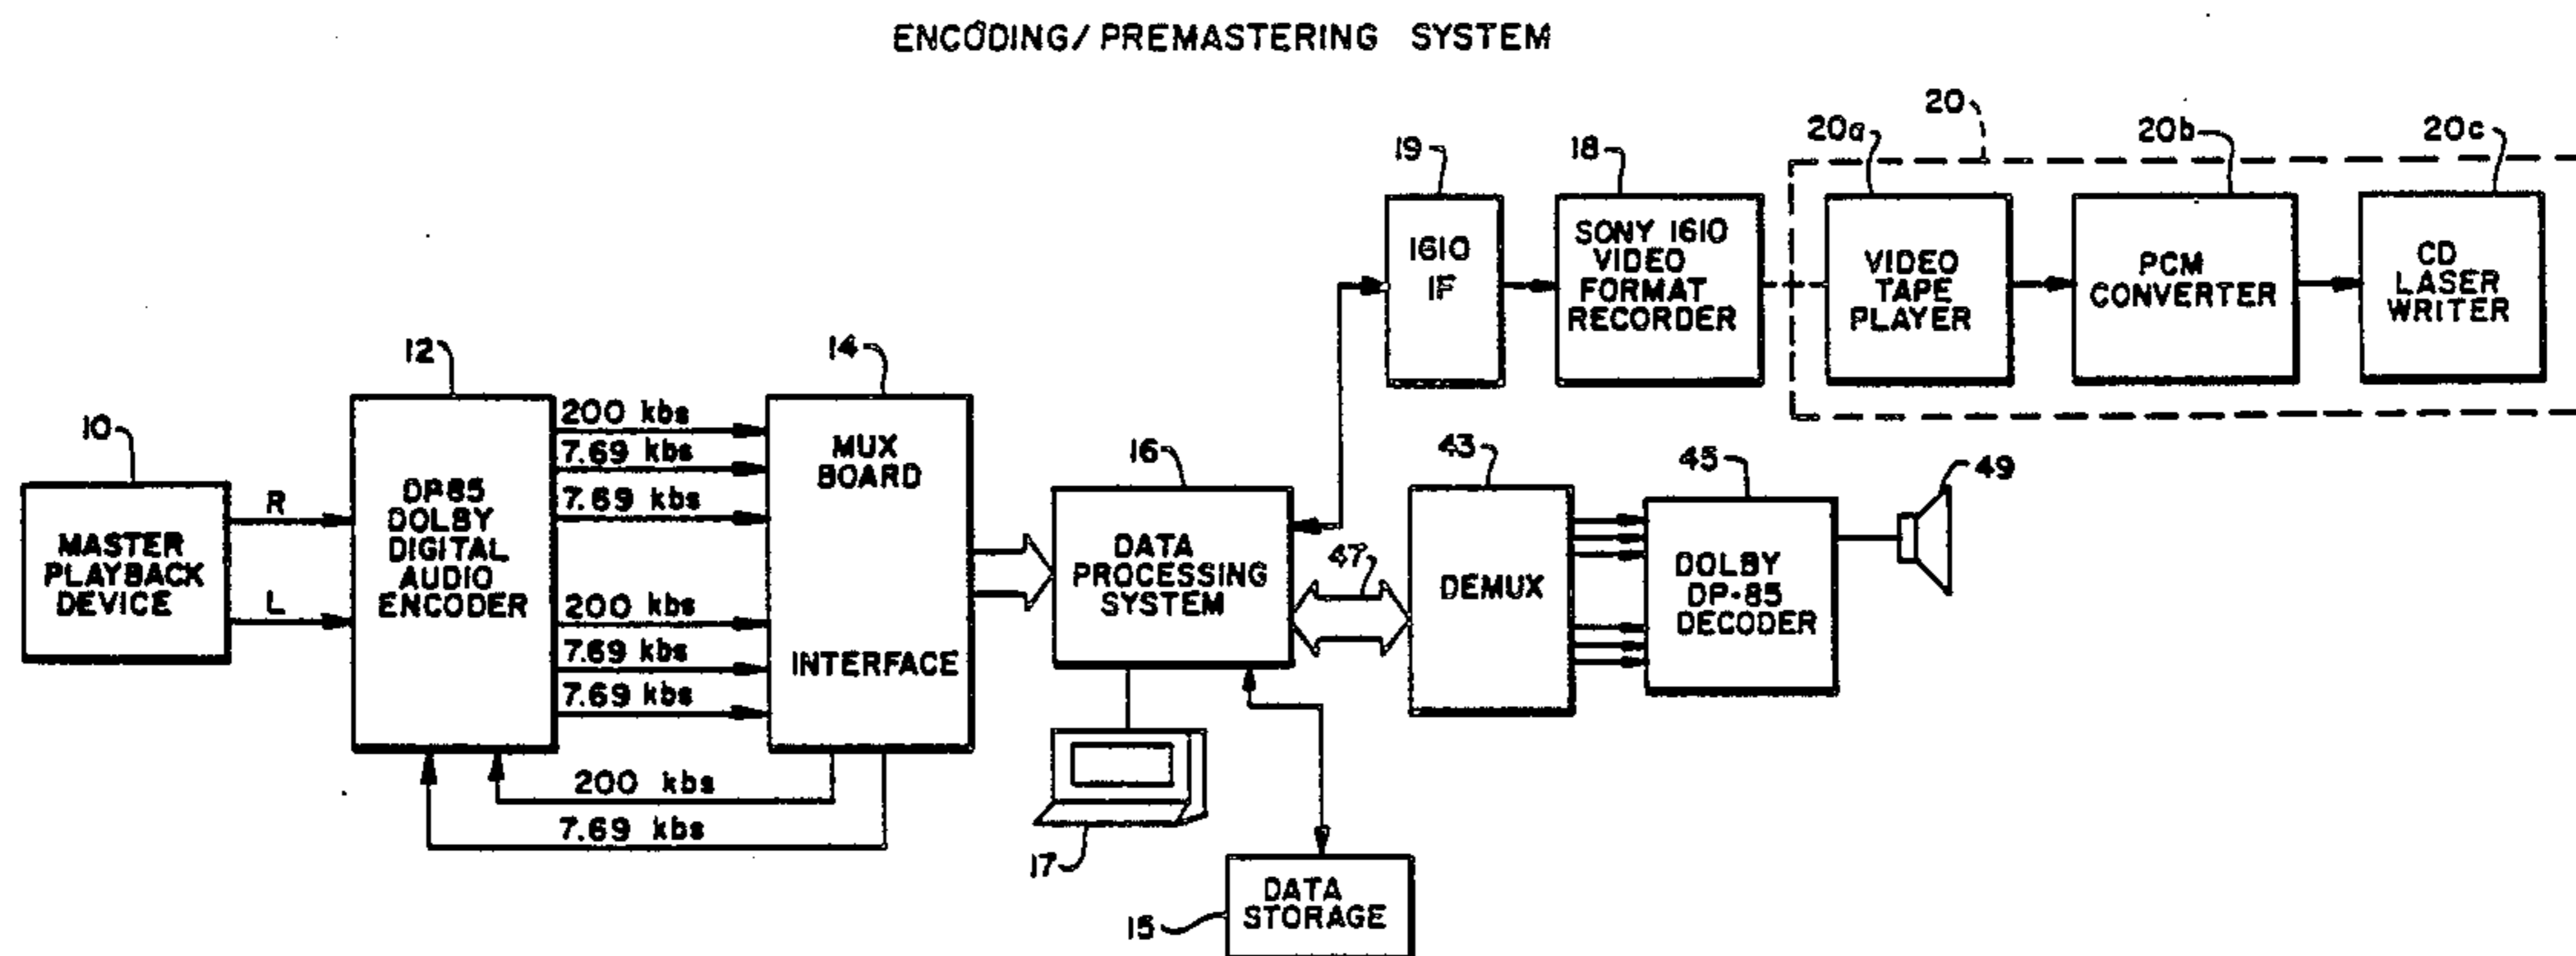 ENCODING/PREMASTERING SYSTEM
20
20a
20b
20c
19
18
1610
IF
SONY 1610
VIDEO
FORMAT
RECORDER
VIDEO
TAPE
PLAYER
PCM
CONVERTER
CD
LASER
WRITER
10
MASTER
PLAYBACK
DEVICE
R
L
12
DP85
DOLBY
DIGITAL
AUDIO
ENCODER
200 kbs
7.69 kbs
7.69 kbs
200 kbs
7.69 kbs
7.69 kbs
200 kbs
7.69 kbs
14
MUX
BOARD
INTERFACE
16
DATA
PROCESSING
SYSTEM
47
43
DEMUX
45
DOLBY
DP-85
DECODER
49
17
15
DATA
STORAGE